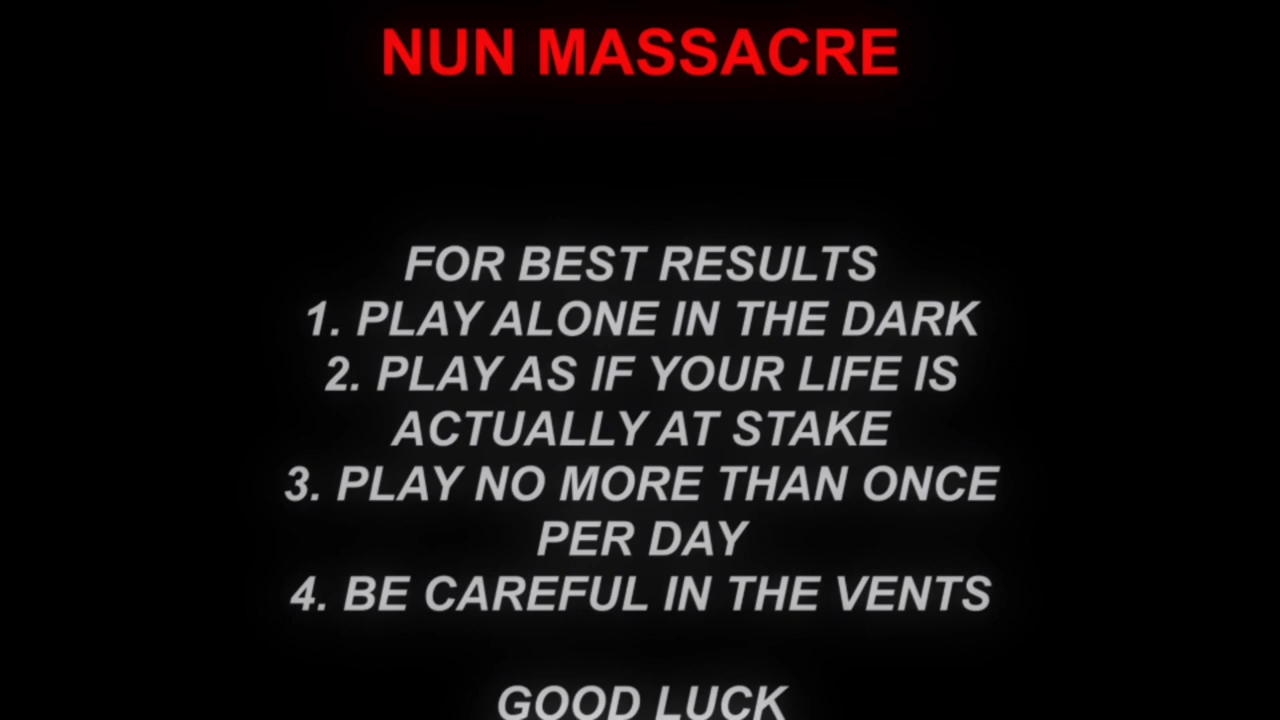 NUN MASSACRE
FOR BEST RESULTS
1. PLAY ALONE IN THE DARK
2. PLAY AS IF YOUR LIFE IS
ACTUALLY AT STAKE
3. PLAY NO MORE THAN ONCE
PER DAY
4. BE CAREFUL IN THE VENTS
GOOD LUCK